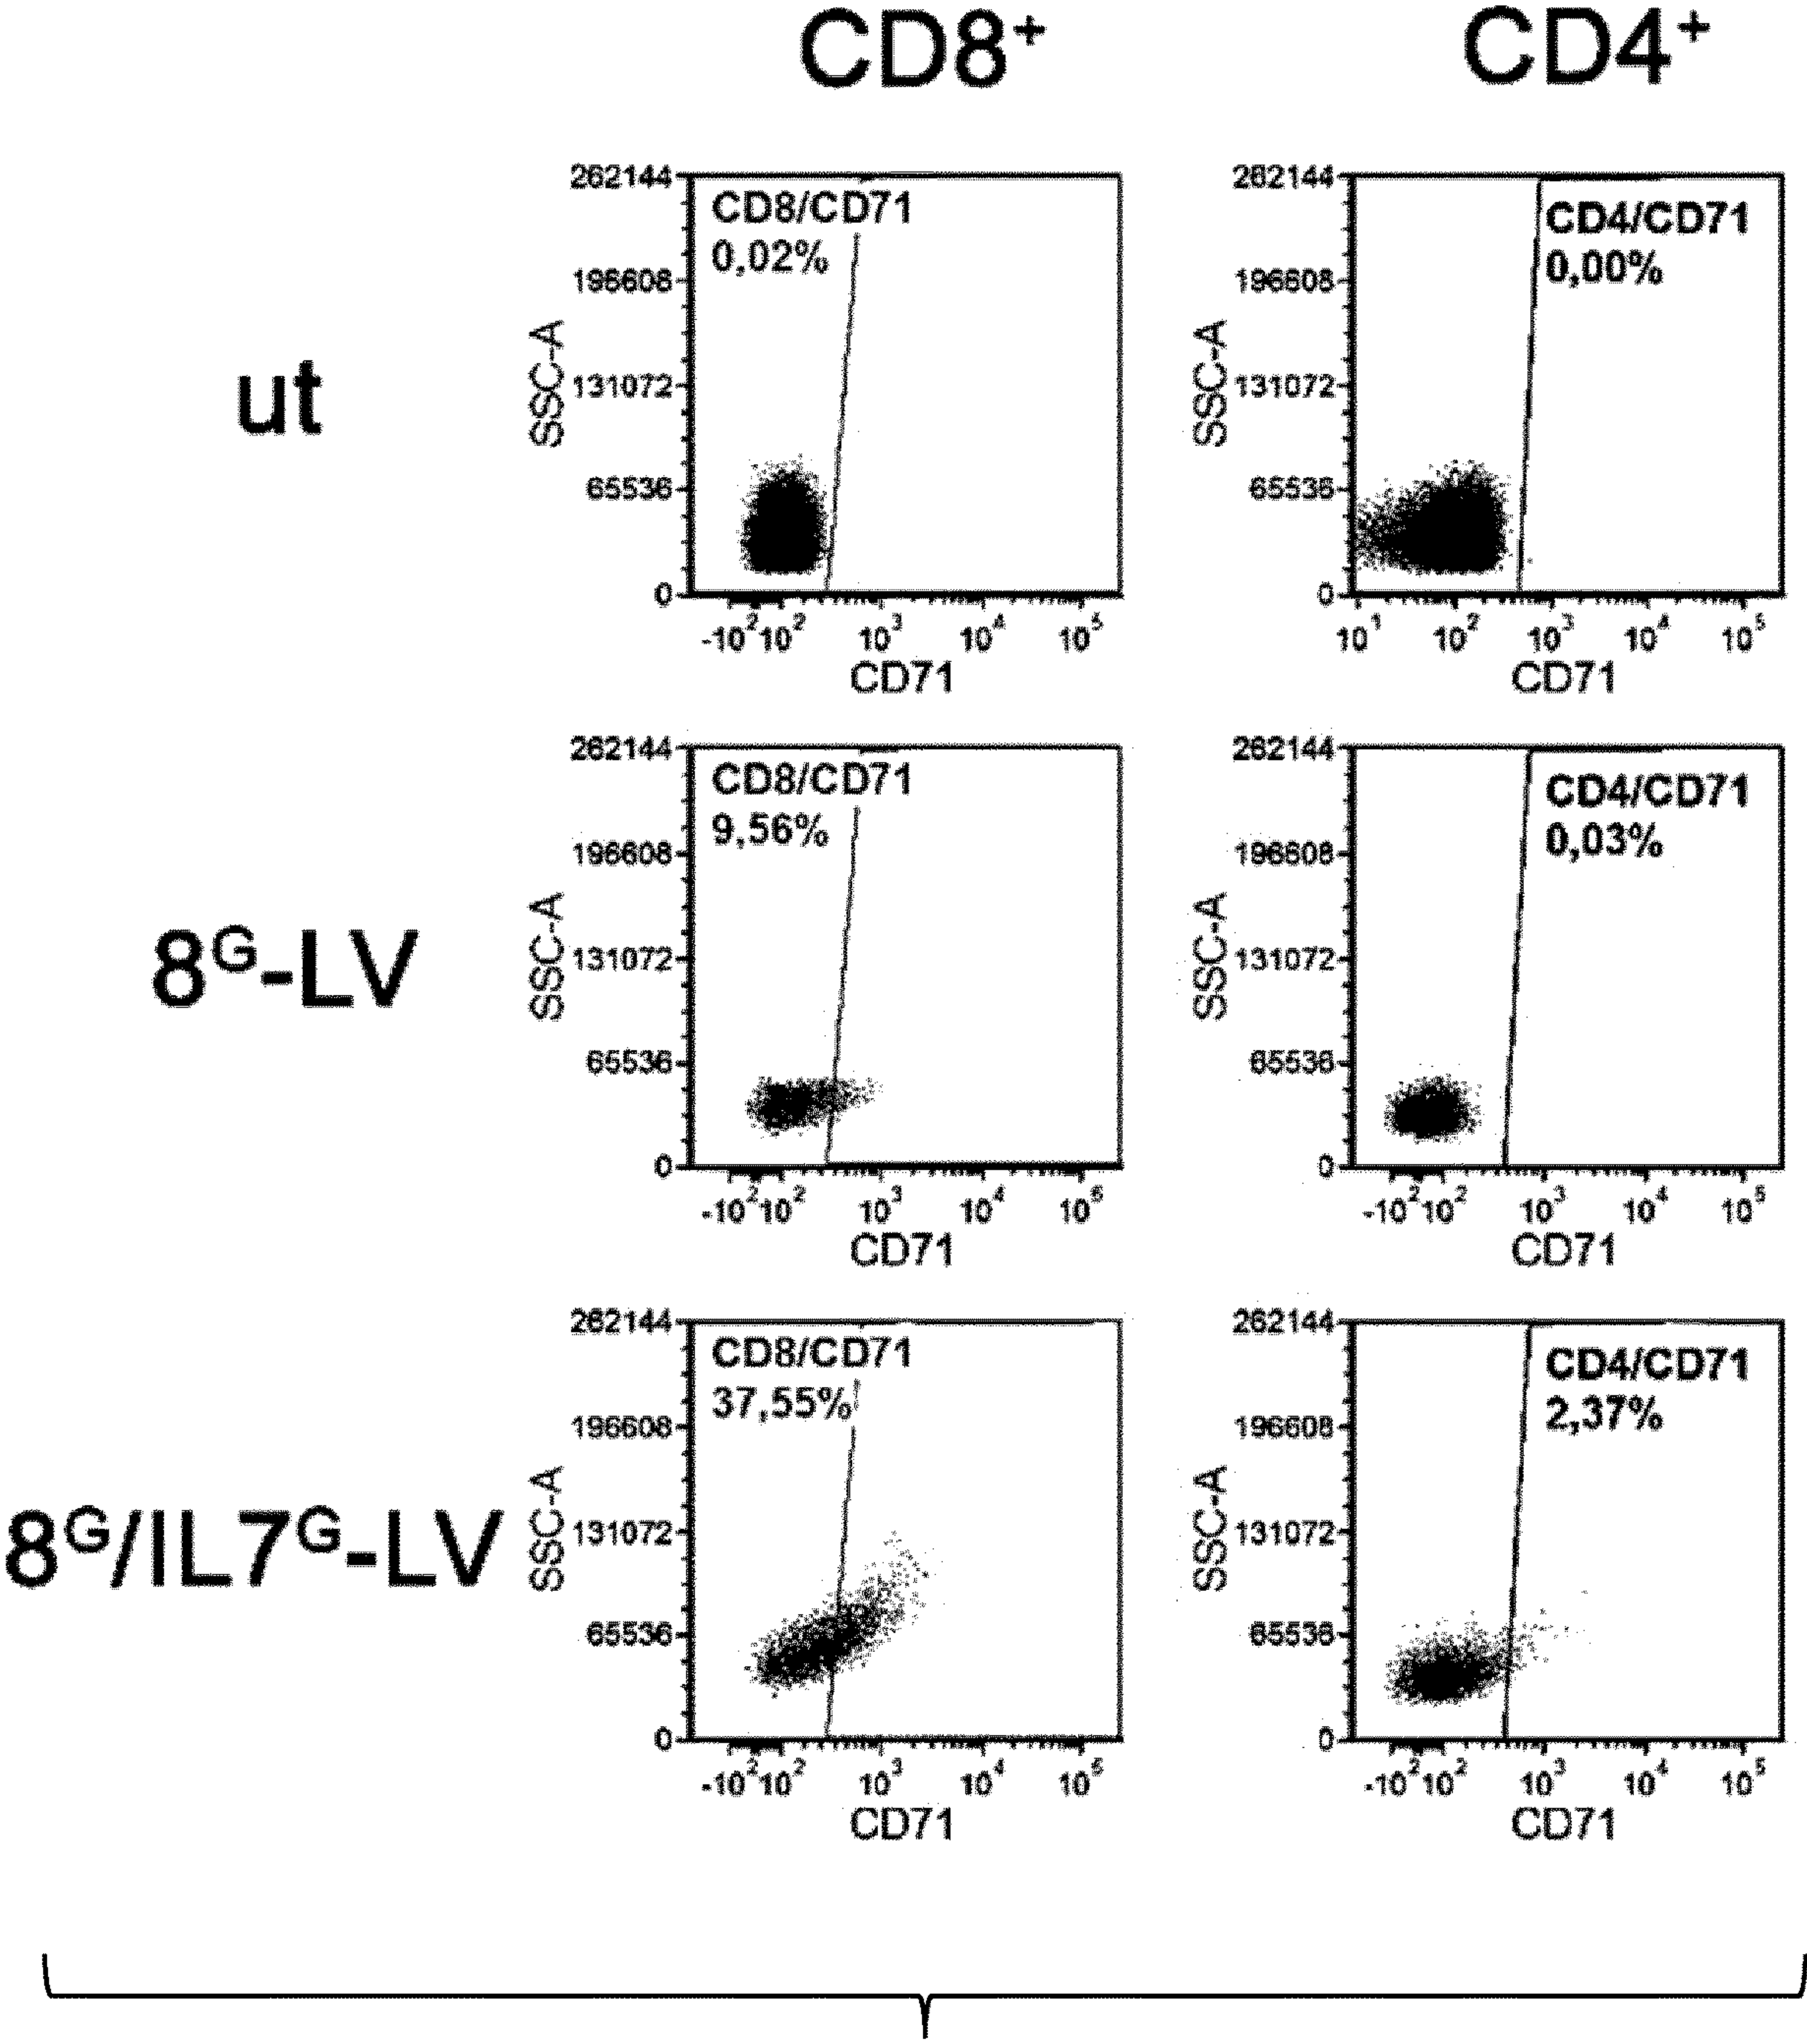 CD8⁺ CD4⁺
ut
CD8/CD71
0,02%
262144
196608
131072
65536
0
SSC-A
-10² 10² 10³ 10⁴ 10⁵
CD71
CD4/CD71
0,00%
262144
196608
131072
65536
0
SSC-A
10¹ 10² 10³ 10⁴ 10⁵
CD71
8ᴳ-LV
CD8/CD71
9,56%
262144
196608
131072
65536
0
SSC-A
-10² 10² 10³ 10⁴ 10⁵
CD71
CD4/CD71
0,03%
262144
196608
131072
65536
0
SSC-A
-10² 10² 10³ 10⁴ 10⁵
CD71
8ᴳ/IL7ᴳ-LV
CD8/CD71
37,55%
262144
196608
131072
65536
0
SSC-A
-10² 10² 10³ 10⁴ 10⁵
CD71
CD4/CD71
2,37%
262144
196608
131072
65536
0
SSC-A
-10² 10² 10³ 10⁴ 10⁵
CD71